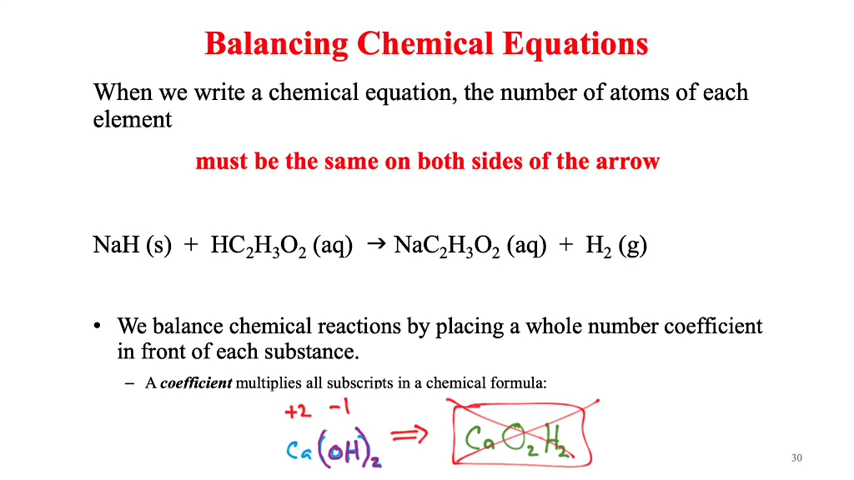 Balancing Chemical Equations
When we write a chemical equation, the number of atoms of each
element
must be the same on both sides of the arrow
NaH (s) + HC₂H₃O₂ (aq) → NaC₂H₃O₂ (aq) + H₂ (g)
• We balance chemical reactions by placing a whole number coefficient
in front of each substance.
– A coefficient multiplies all subscripts in a chemical formula:
+2 -1
Ca(OH)₂ ⇒ CaO₂H₂
30